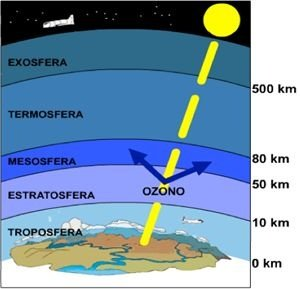 EXOSFERA
500 km
TERMOSFERA
MESOSFERA
80 km
ESTRATOSFERA
OZONO
50 km
TROPOSFERA
10 km
0 km